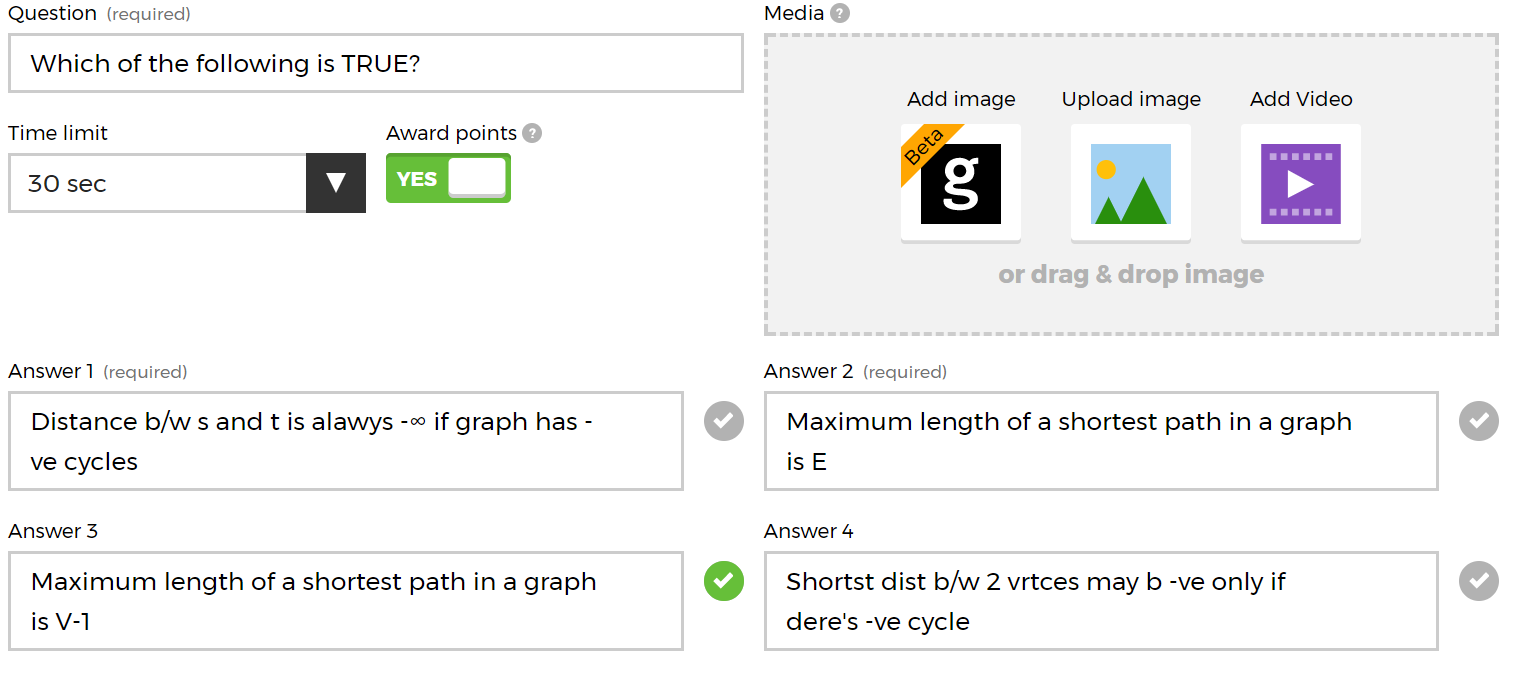 Question (required)
Which of the following is TRUE?
Time limit
30 sec
Award points ?
YES
Media ?
Add image
Upload image
Add Video
Beta
g
or drag & drop image
Answer 1 (required)
Distance b/w s and t is alawys -∞ if graph has -
ve cycles
Answer 2 (required)
Maximum length of a shortest path in a graph
is E
Answer 3
Maximum length of a shortest path in a graph
is V-1
Answer 4
Shortst dist b/w 2 vrtces may b -ve only if
dere's -ve cycle